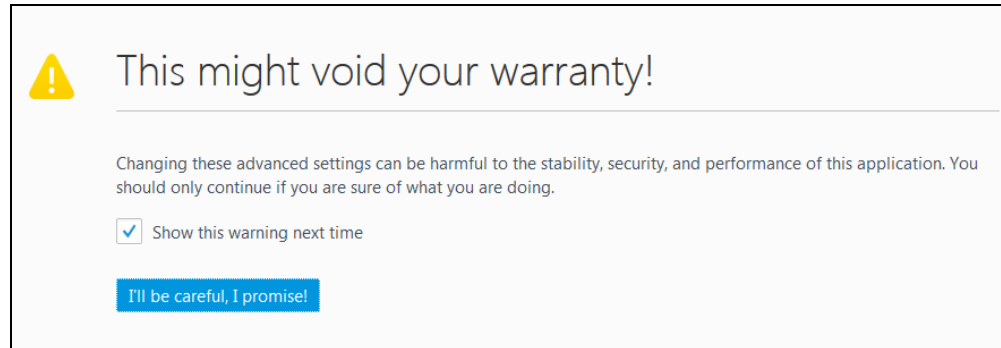 This might void your warranty!
Changing these advanced settings can be harmful to the stability, security, and performance of this application. You
should only continue if you are sure of what you are doing.
Show this warning next time
I'll be careful, I promise!